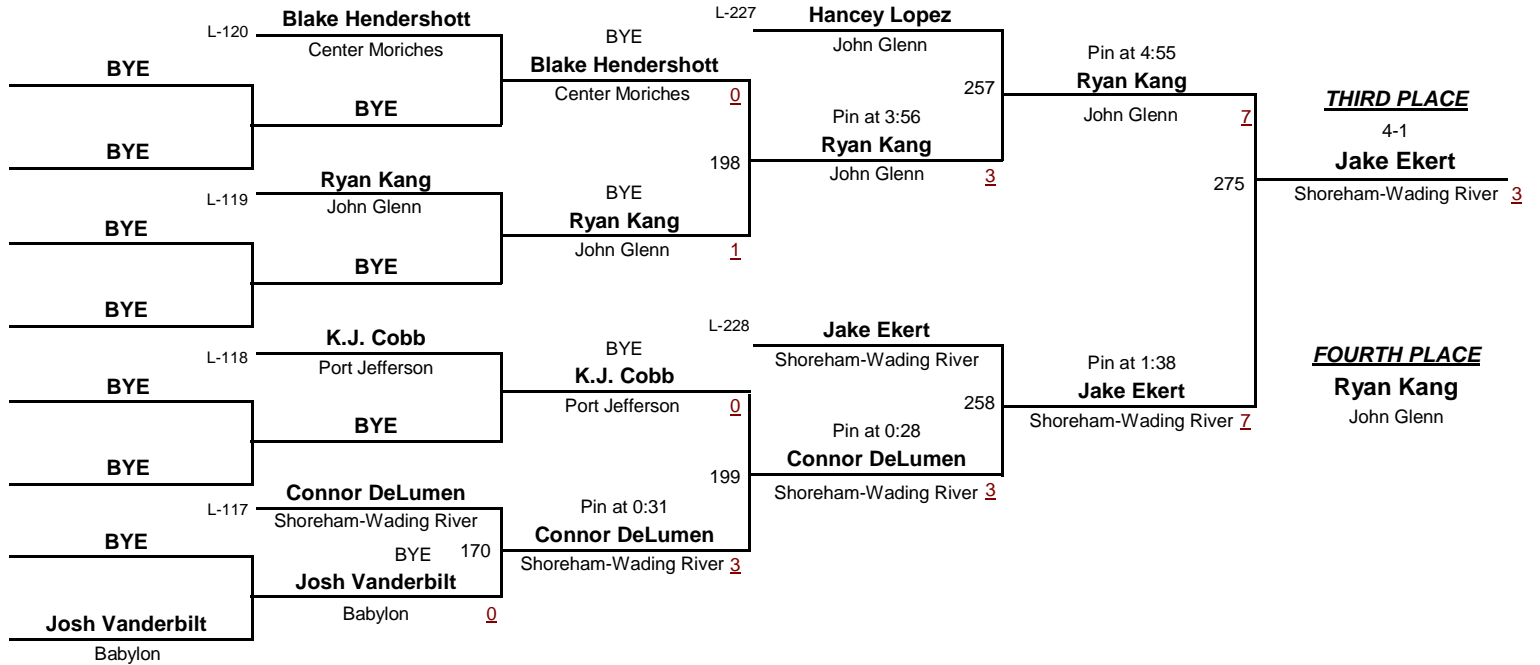 L-120
Blake Hendershott
Center Moriches
BYE
BYE
BYE
L-119
Ryan Kang
John Glenn
BYE
BYE
BYE
L-118
K.J. Cobb
Port Jefferson
BYE
BYE
BYE
L-117
Connor DeLumen
Shoreham-Wading River
BYE
BYE 170
Josh Vanderbilt
Babylon 0
Josh Vanderbilt
Babylon
BYE
Blake Hendershott
Center Moriches 0
198
BYE
Ryan Kang
John Glenn 1
BYE
K.J. Cobb
Port Jefferson 0
199
Pin at 0:31
Connor DeLumen
Shoreham-Wading River 3
L-227
Hancey Lopez
John Glenn
257
Pin at 3:56
Ryan Kang
John Glenn 3
L-228
Jake Ekert
Shoreham-Wading River
258
Pin at 0:28
Connor DeLumen
Shoreham-Wading River 3
Pin at 4:55
Ryan Kang
John Glenn 7
275
Pin at 1:38
Jake Ekert
Shoreham-Wading River 7
THIRD PLACE
4-1
Jake Ekert
Shoreham-Wading River 3
FOURTH PLACE
Ryan Kang
John Glenn